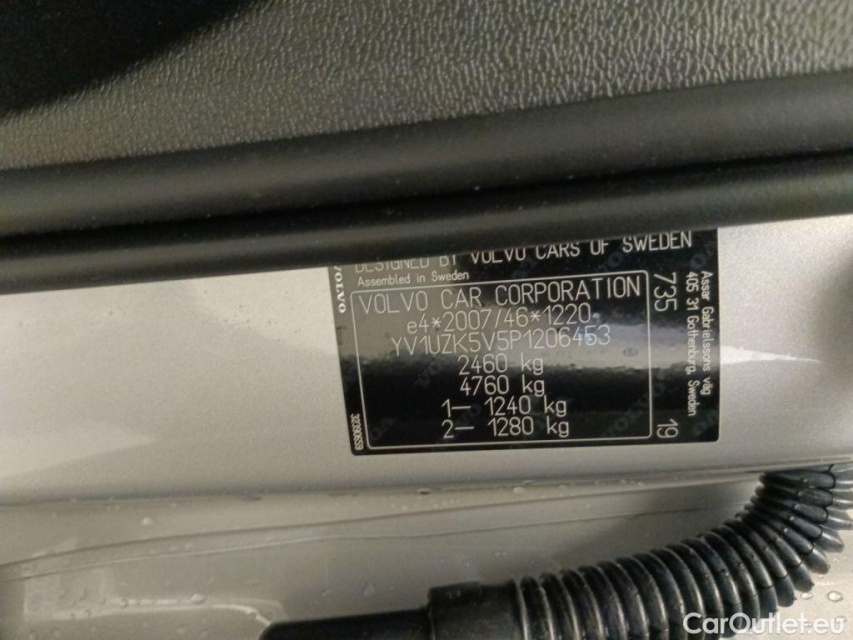 DESIGNED BY VOLVO CARS OF SWEDEN
Assembled in Sweden
VOLVO
VOLVO CAR CORPORATION
e4*2007/46*1220
YV1UZK5V5P1206453
2460 kg
4760 kg
1– 1240 kg
2– 1280 kg
735
19
Assar Gabrielssons väg
405 31 Gothenburg, Sweden
CarOutlet.eu